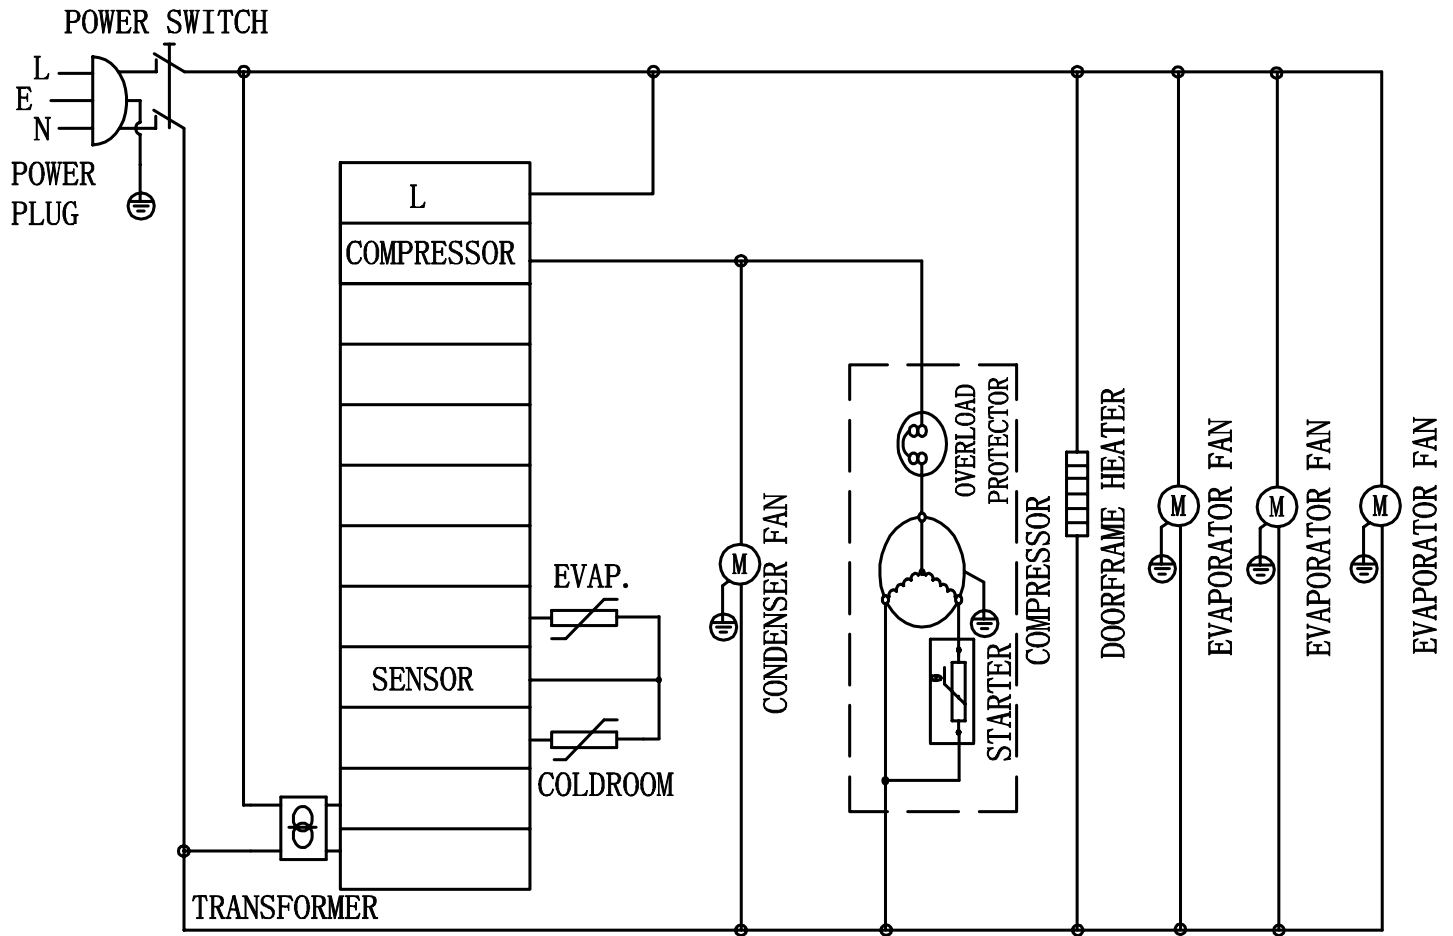 POWER SWITCH
L
E
N
POWER
PLUG
L
COMPRESSOR
EVAP.
SENSOR
COLDROOM
TRANSFORMER
M
CONDENSER FAN
OVERLOAD
PROTECTOR
COMPRESSOR
STARTER
DOORFRAME HEATER
M
EVAPORATOR FAN
M
EVAPORATOR FAN
M
EVAPORATOR FAN